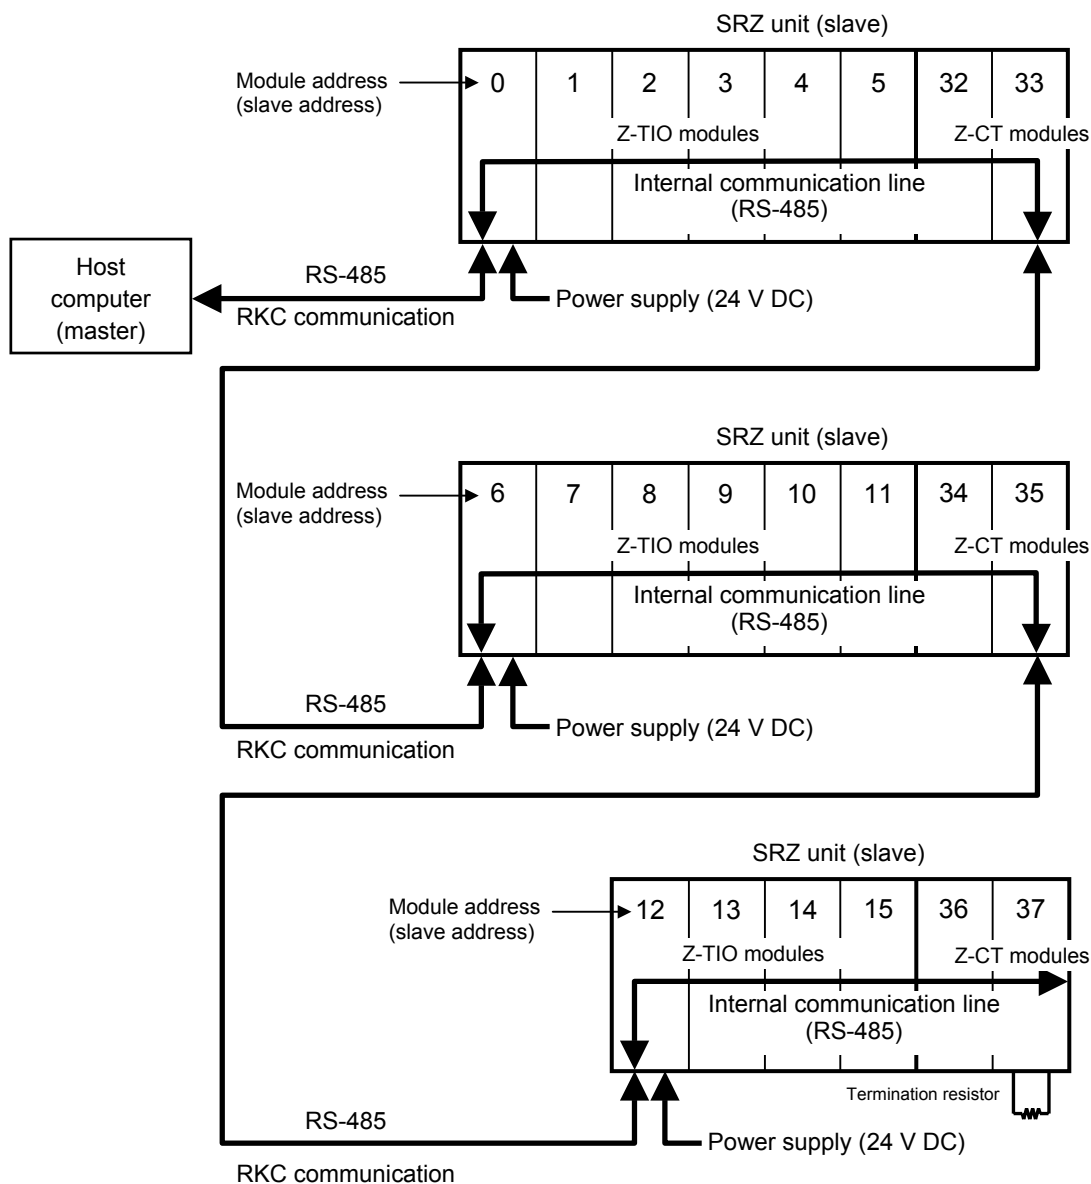 SRZ unit (slave)
Module address
(slave address)
0 1 2 3 4 5 32 33
Z-TIO modules Z-CT modules
Internal communication line
(RS-485)
Host
computer
(master)
RS-485
RKC communication
Power supply (24 V DC)
SRZ unit (slave)
Module address
(slave address)
6 7 8 9 10 11 34 35
Z-TIO modules Z-CT modules
Internal communication line
(RS-485)
RS-485
RKC communication
Power supply (24 V DC)
SRZ unit (slave)
Module address
(slave address)
12 13 14 15 36 37
Z-TIO modules Z-CT modules
Internal communication line
(RS-485)
Termination resistor
RS-485
RKC communication
Power supply (24 V DC)